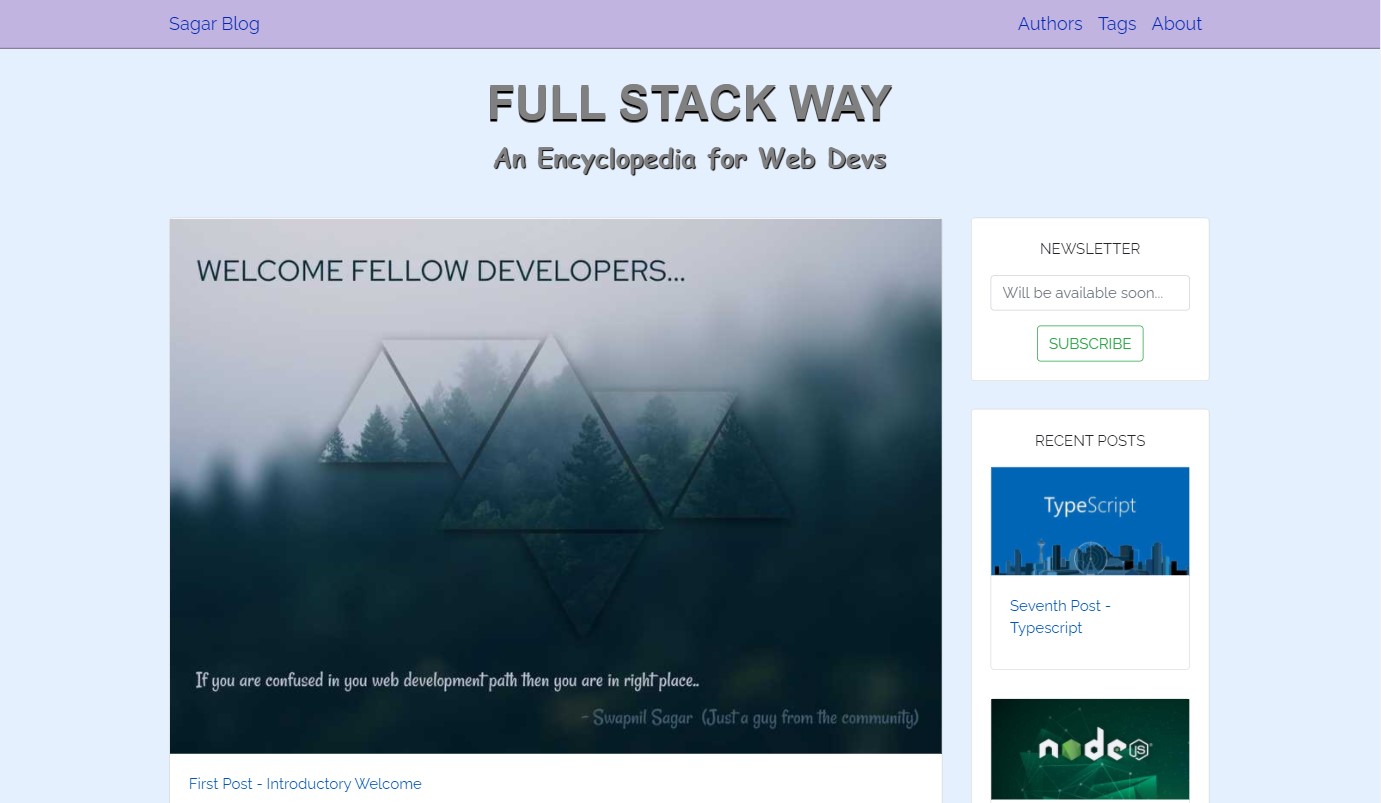 Sagar Blog
Authors Tags About
FULL STACK WAY
An Encyclopedia for Web Devs
WELCOME FELLOW DEVELOPERS...
If you are confused in you web development path then you are in right place..
- Swapnil Sagar (Just a guy from the community)
First Post - Introductory Welcome
NEWSLETTER
Will be available soon...
SUBSCRIBE
RECENT POSTS
TypeScript
Seventh Post -
Typescript
node JS